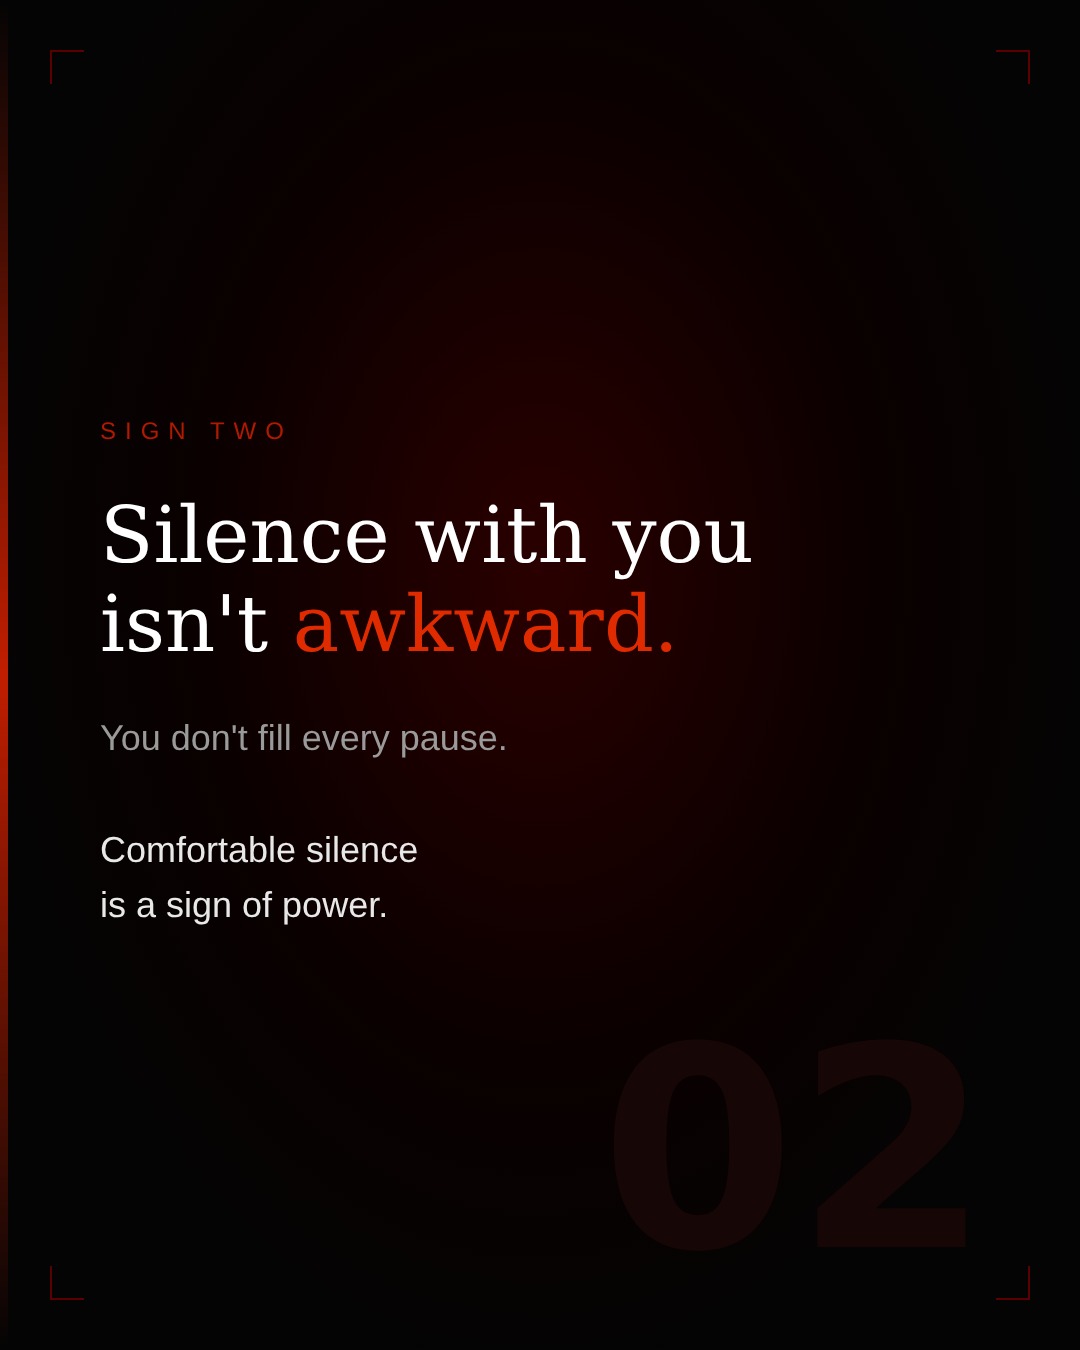 SIGN TWO
Silence with you
isn't awkward.
You don't fill every pause.
Comfortable silence
is a sign of power.
02